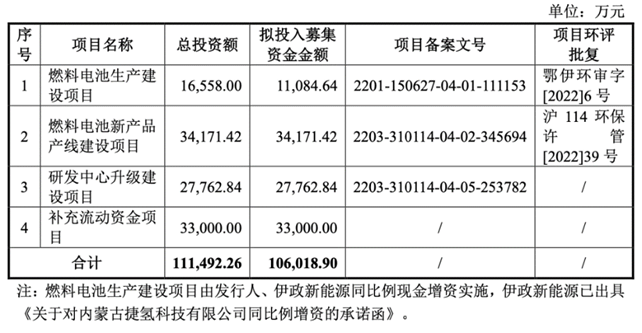 单位：万元
序号 项目名称 总投资额 拟投入募集资金金额 项目备案文号 项目环评批复
1 燃料电池生产建设项目 16,558.00 11,084.64 2201-150627-04-01-111153 鄂伊环审字[2022]6号
2 燃料电池新产品产线建设项目 34,171.42 34,171.42 2203-310114-04-02-345694 沪114环保许管[2022]39号
3 研发中心升级建设项目 27,762.84 27,762.84 2203-310114-04-05-253782 /
4 补充流动资金项目 33,000.00 33,000.00 / /
合计 111,492.26 106,018.90 / /
注：燃料电池生产建设项目由发行人、伊政新能源同比例现金增资实施，伊政新能源已出具
《关于对内蒙古捷氢科技有限公司同比例增资的承诺函》。